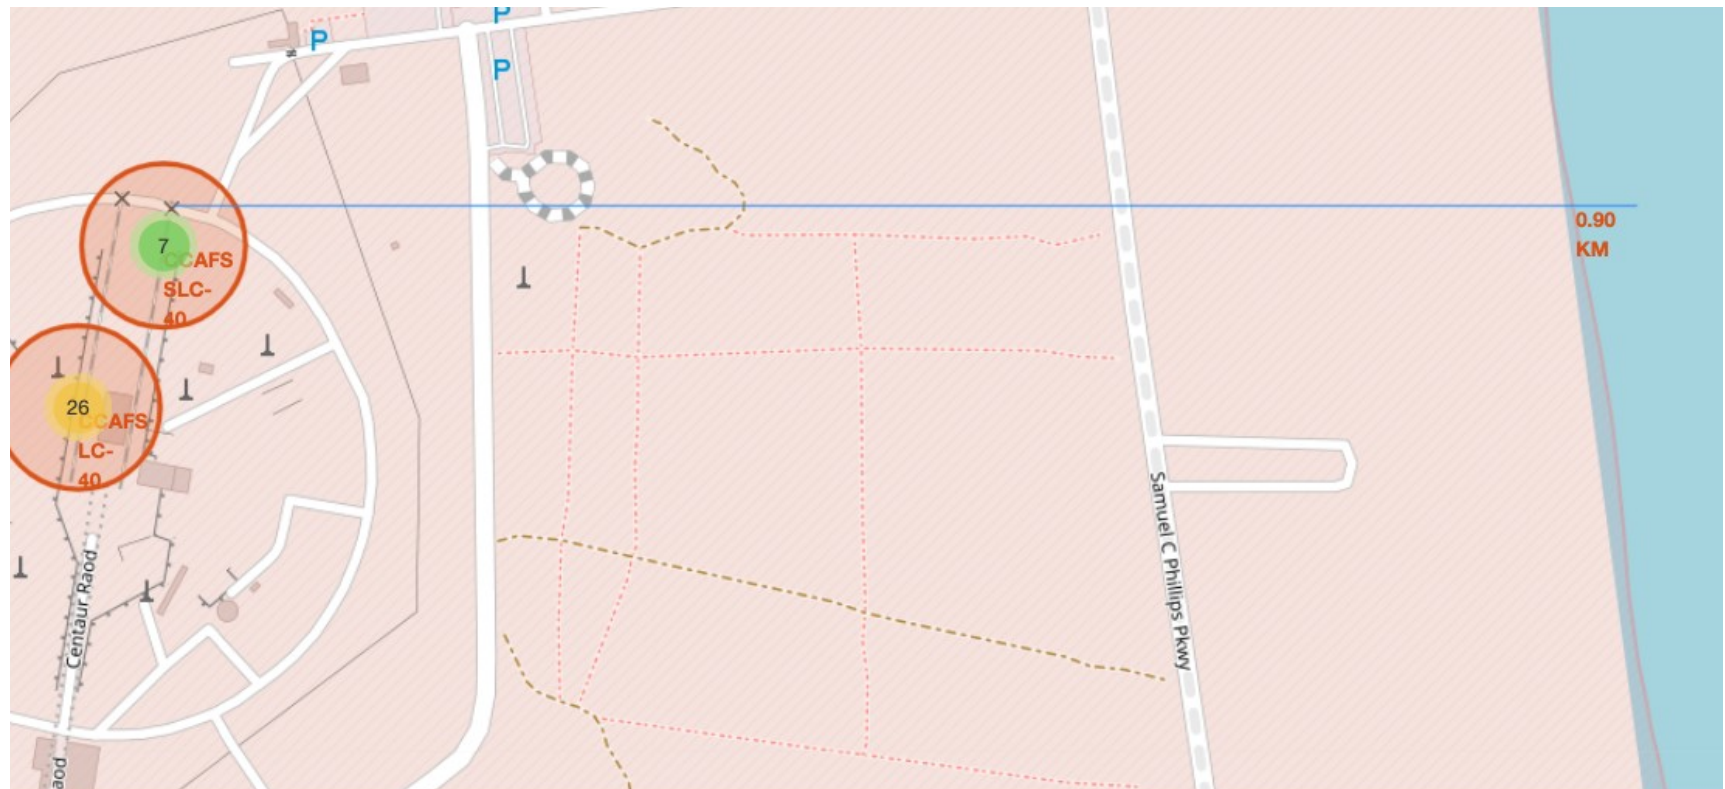 P
P
P
0.90
KM
7
CCAFS
SLC-
40
26
CCAFS
LC-
40
Samuel C Phillips Pkwy
Centaur Raod
aod